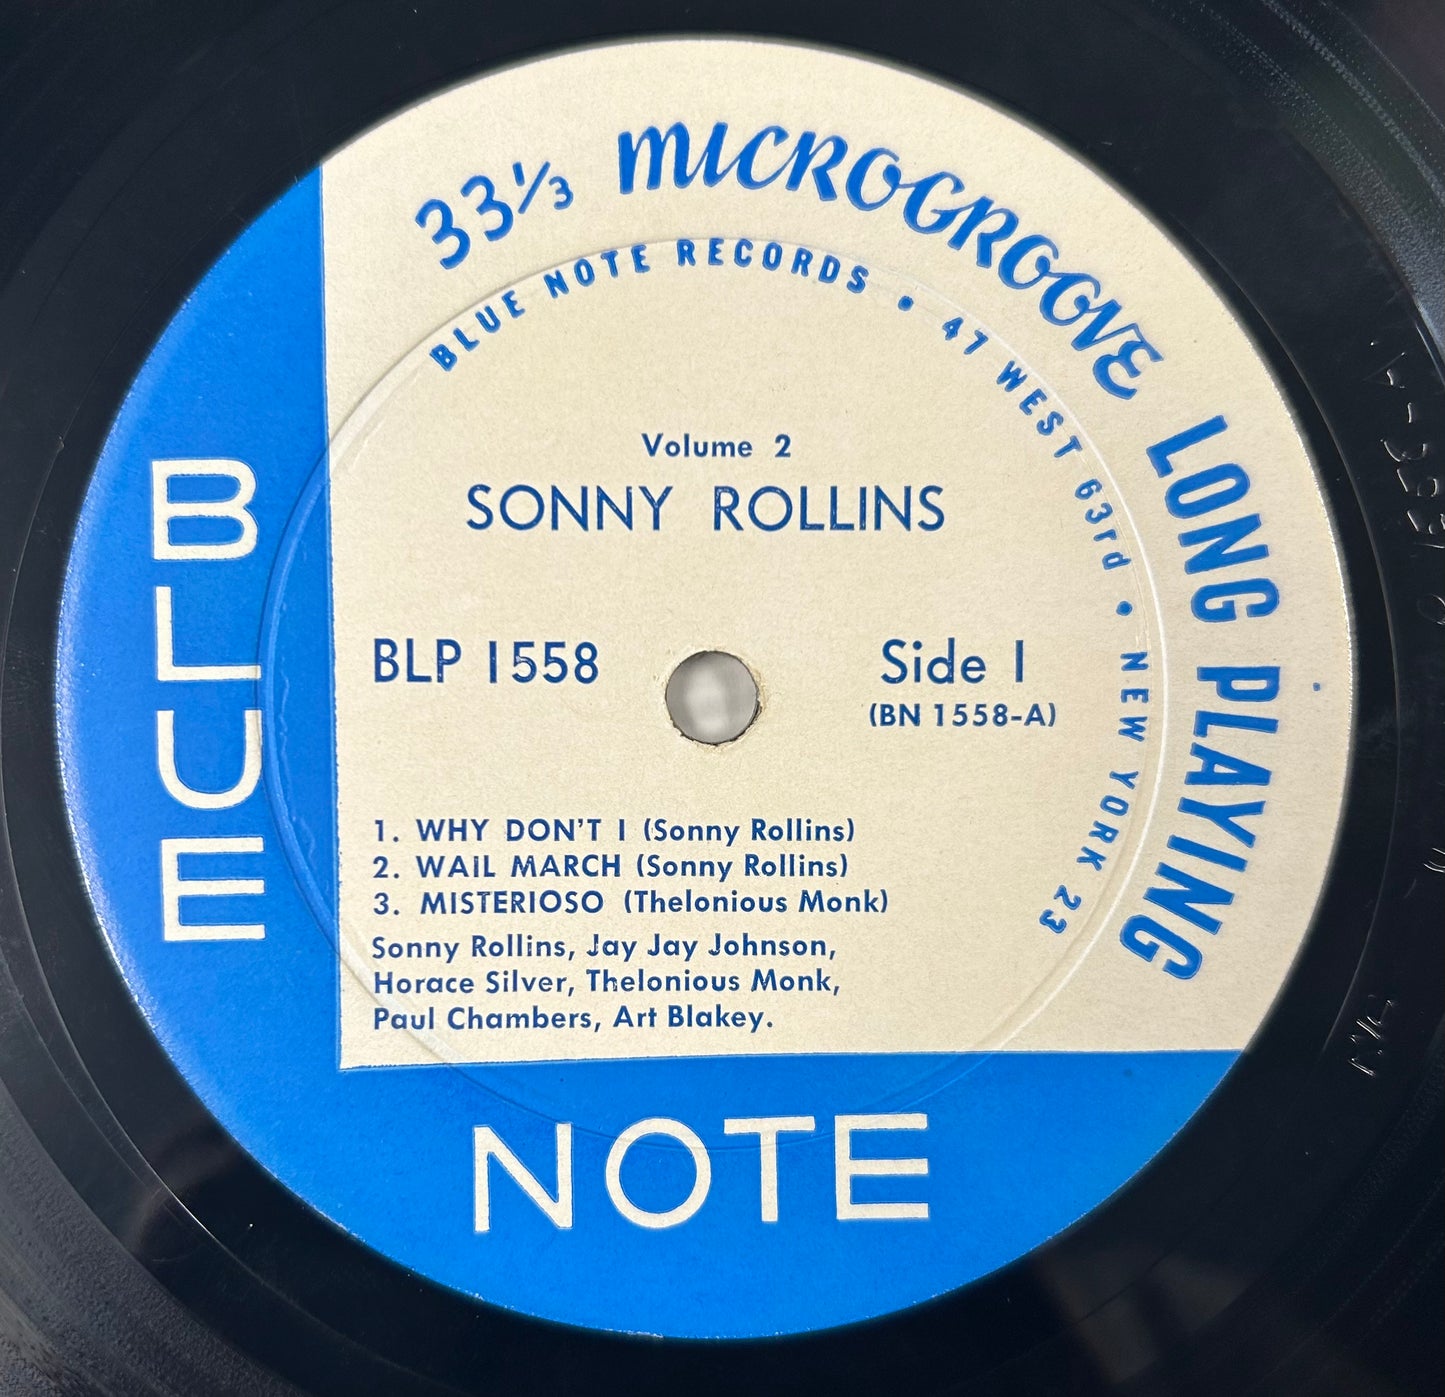 33⅓ MICROGROOVE LONG PLAYING
BLUE NOTE RECORDS • 47 WEST 63rd • NEW YORK 23
Volume 2
SONNY ROLLINS
BLP 1558
Side 1
(BN 1558-A)
1. WHY DON'T I (Sonny Rollins)
2. WAIL MARCH (Sonny Rollins)
3. MISTERIOSO (Thelonious Monk)
Sonny Rollins, Jay Jay Johnson,
Horace Silver, Thelonious Monk,
Paul Chambers, Art Blakey.
BLUE
NOTE